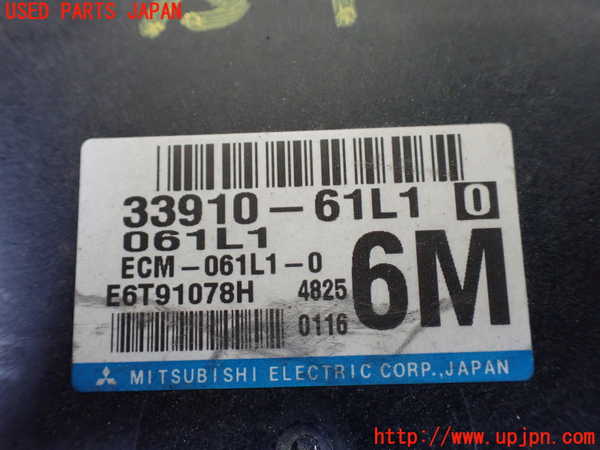 USED PARTS JAPAN
33910-61L1 0
061L1
ECM-061L1-0
6M
E6T91078H 4825
0116
MITSUBISHI ELECTRIC CORP.,JAPAN
http://www.upjpn.com/